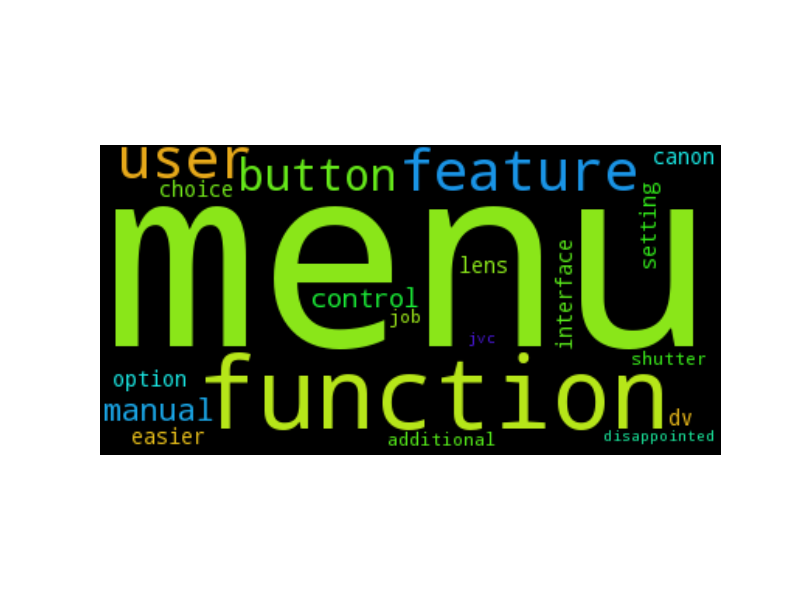 user
canon
button
feature
choice
setting
menu
interface
lens
control
job
jvc
function
shutter
option
manual
dv
easier
additional
disappointed